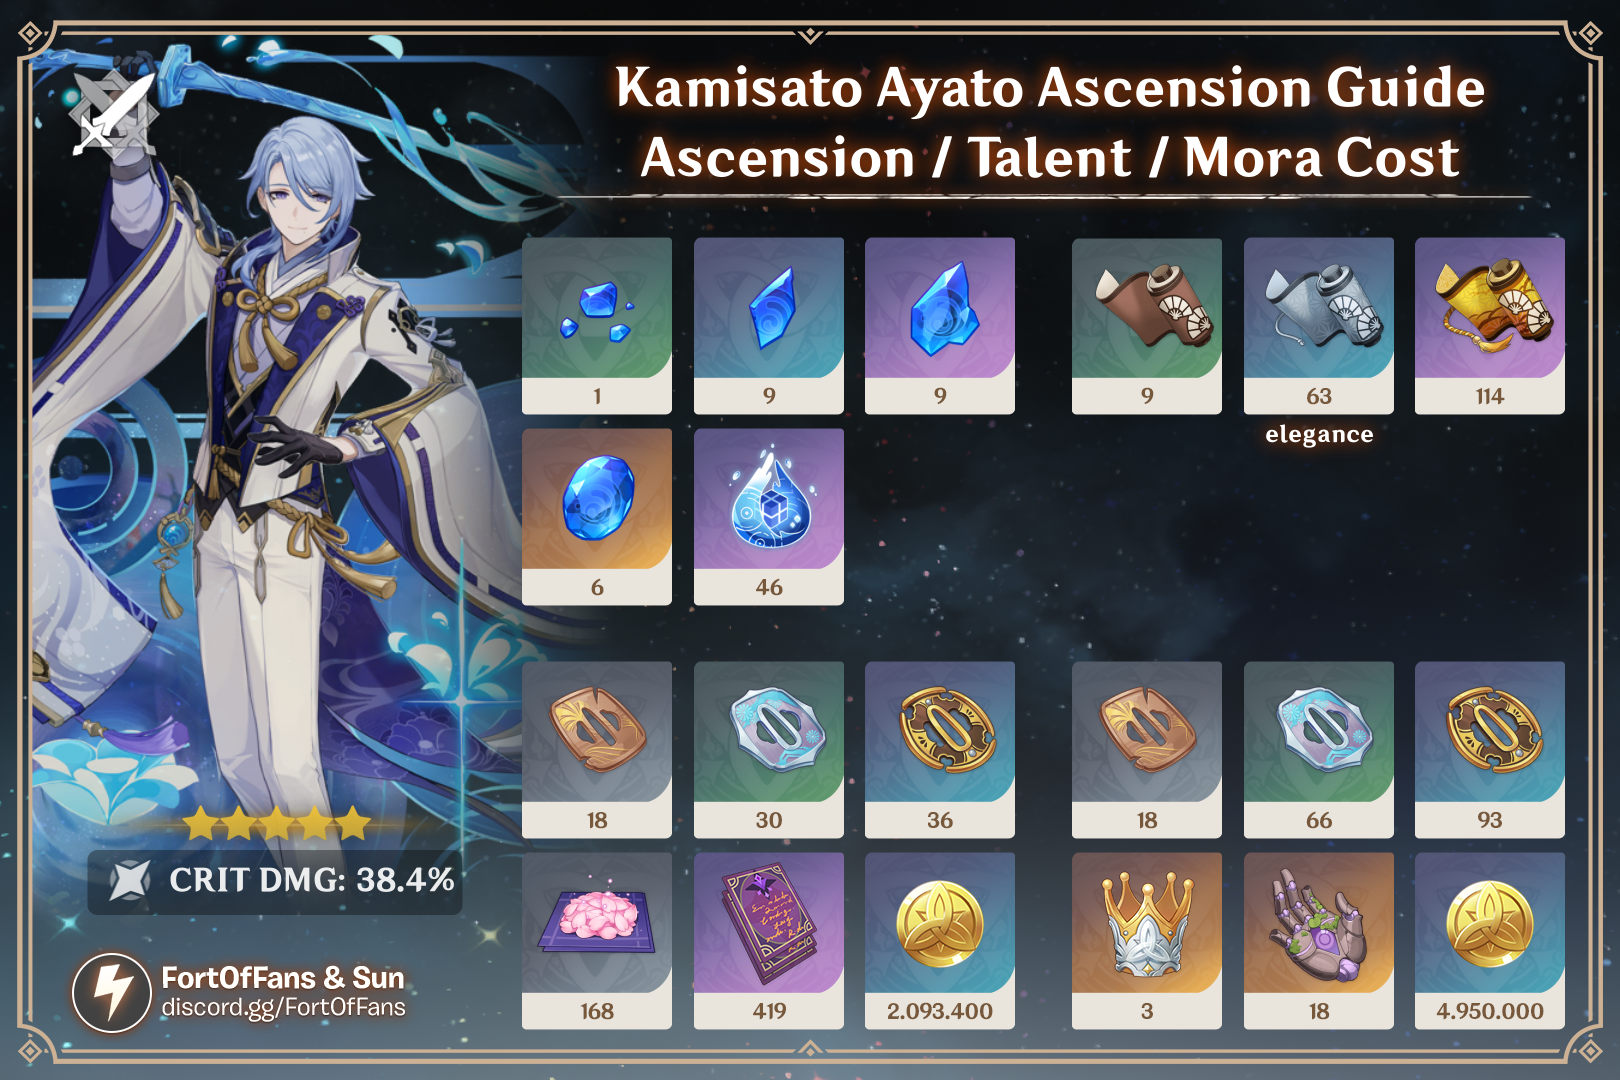 Kamisato Ayato Ascension Guide
Ascension / Talent / Mora Cost
1 9 9 9 63 114
elegance
6 46
18 30 36 18 66 93
168 419 2.093.400 3 18 4.950.000
CRIT DMG: 38.4%
FortOfFans & Sun
discord.gg/FortOfFans